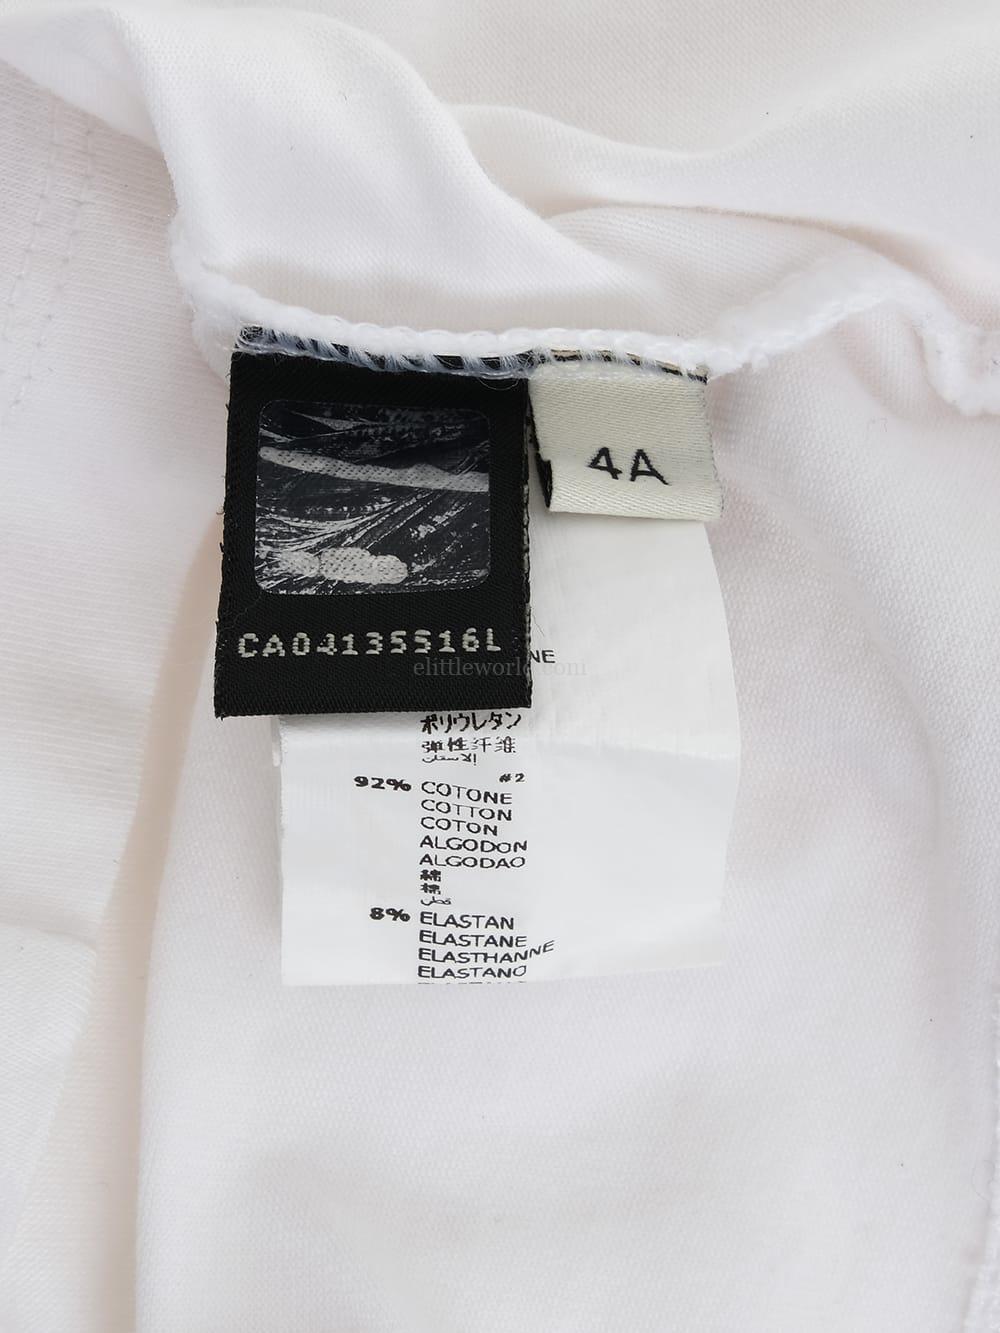 4A
CA04135516L
elittleworld.com
NE
ポリウレタン
弹性纤维
الاستان
#2
92% COTONE
COTTON
COTON
ALGODON
ALGODAO
綿
棉
قطن
8% ELASTAN
ELASTANE
ELASTHANNE
ELASTANO